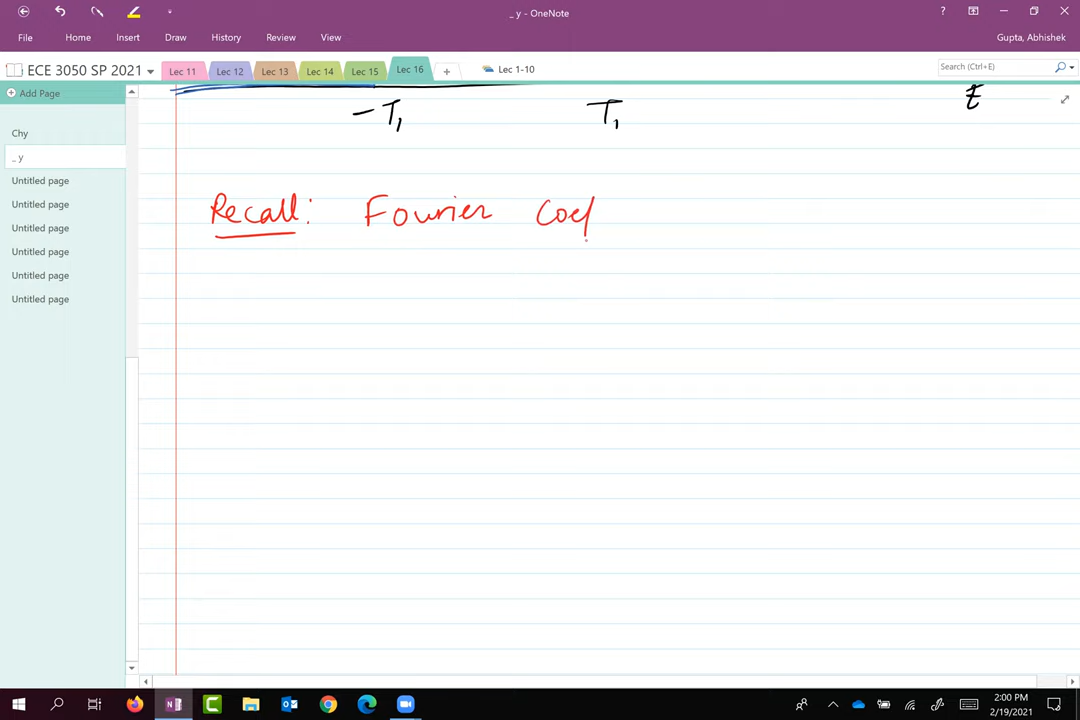 _ y - OneNote
?
File Home Insert Draw History Review View
Gupta, Abhishek
ECE 3050 SP 2021 Lec 11 Lec 12 Lec 13 Lec 14 Lec 15 Lec 16 + Lec 1-10
Search (Ctrl+E)
Add Page
Chy
_ y
Untitled page
Untitled page
Untitled page
Untitled page
Untitled page
Untitled page
-T₁ T₁ t
Recall: Fourier Coef
2:00 PM
2/19/2021